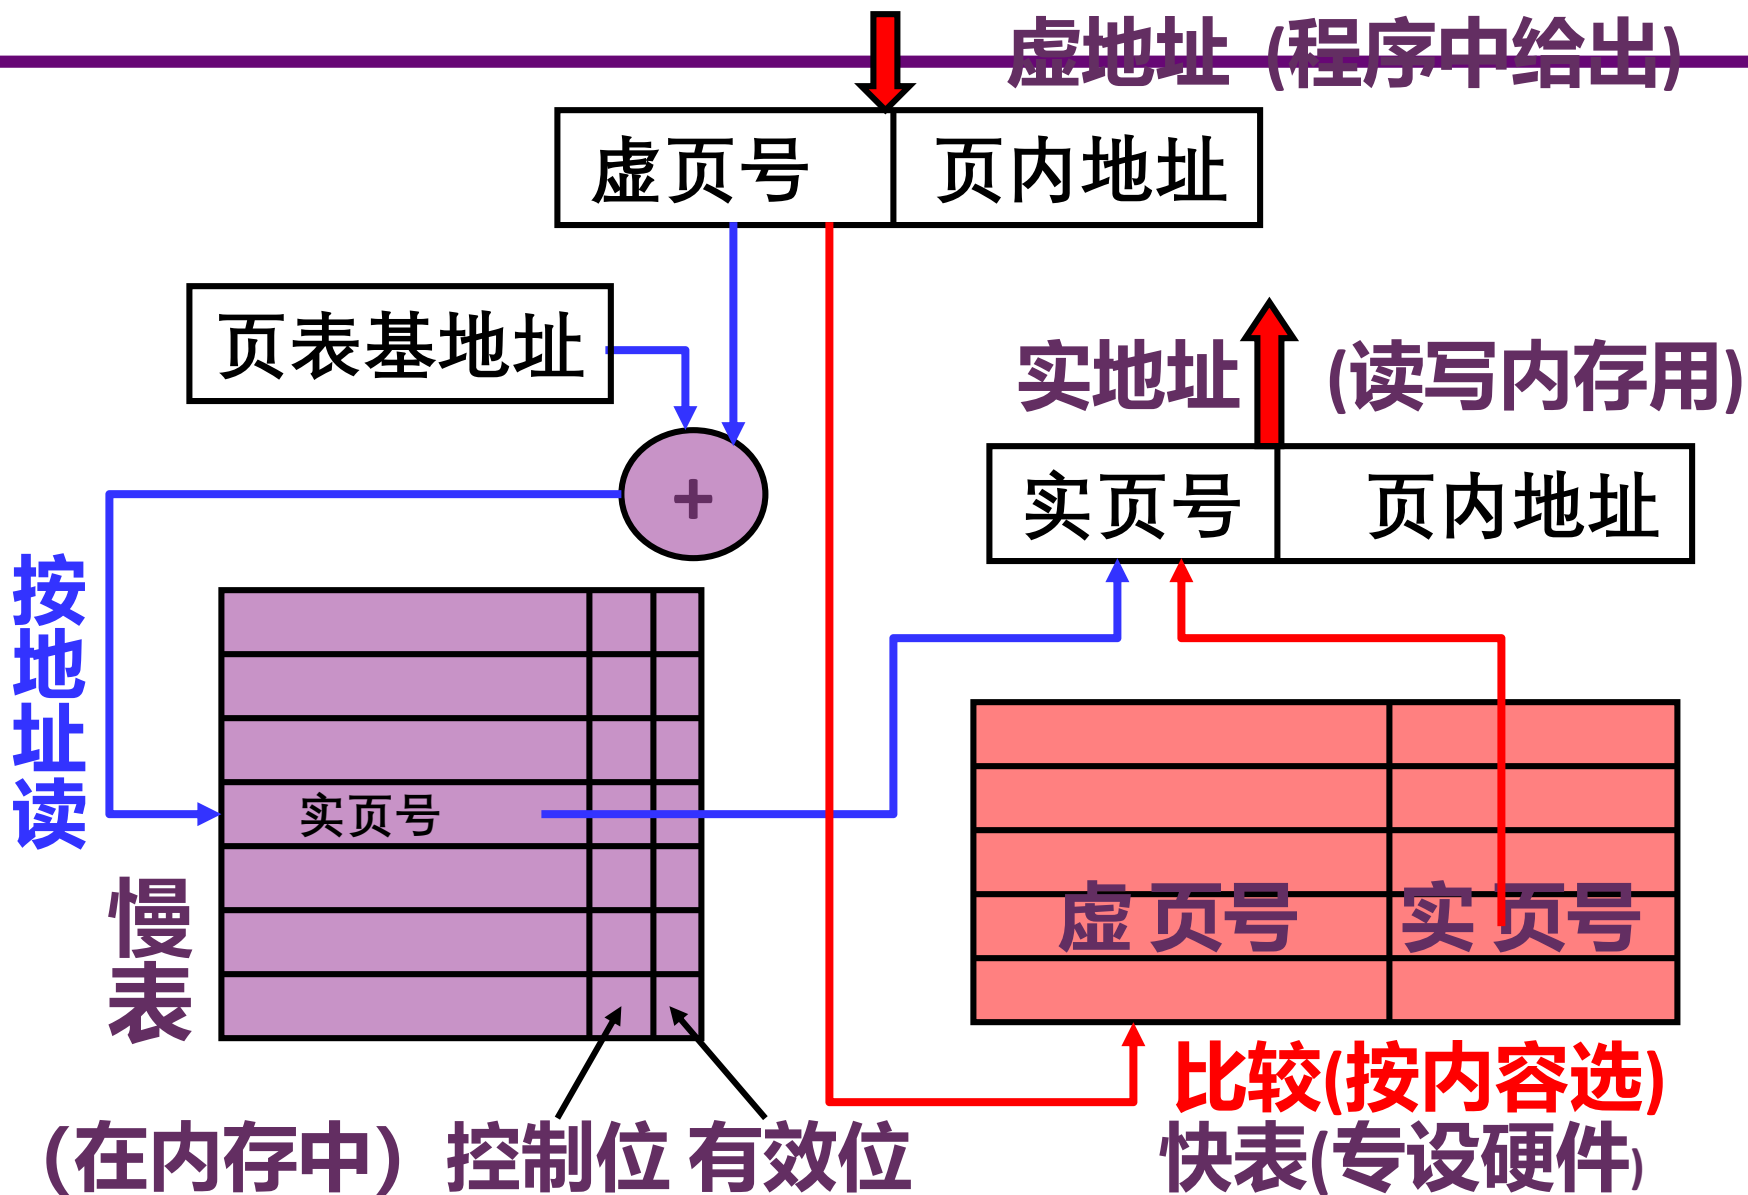 虚地址 (程序中给出)
虚页号 页内地址
页表基地址
实地址 (读写内存用)
+
实页号 页内地址
按地址读
实页号
慢表
虚页号 实页号
比较(按内容选)
(在内存中) 控制位 有效位 快表(专设硬件)